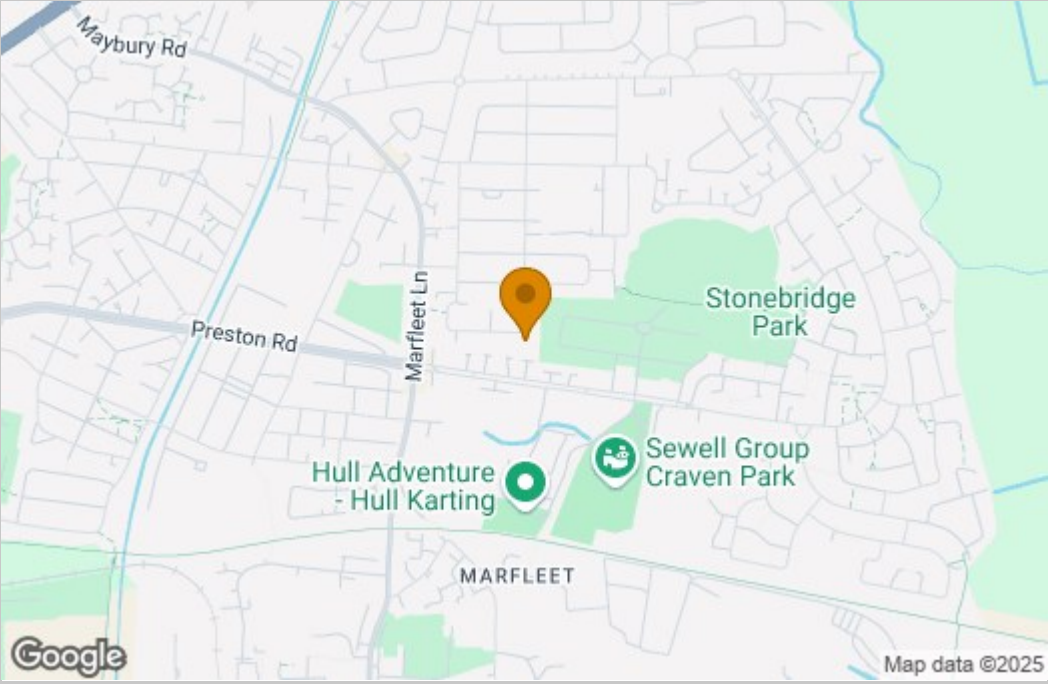 Maybury Rd
Marfleet Ln
Stonebridge
Park
Preston Rd
Sewell Group
Craven Park
Hull Adventure
- Hull Karting
MARFLEET
Google
Map data ©2025